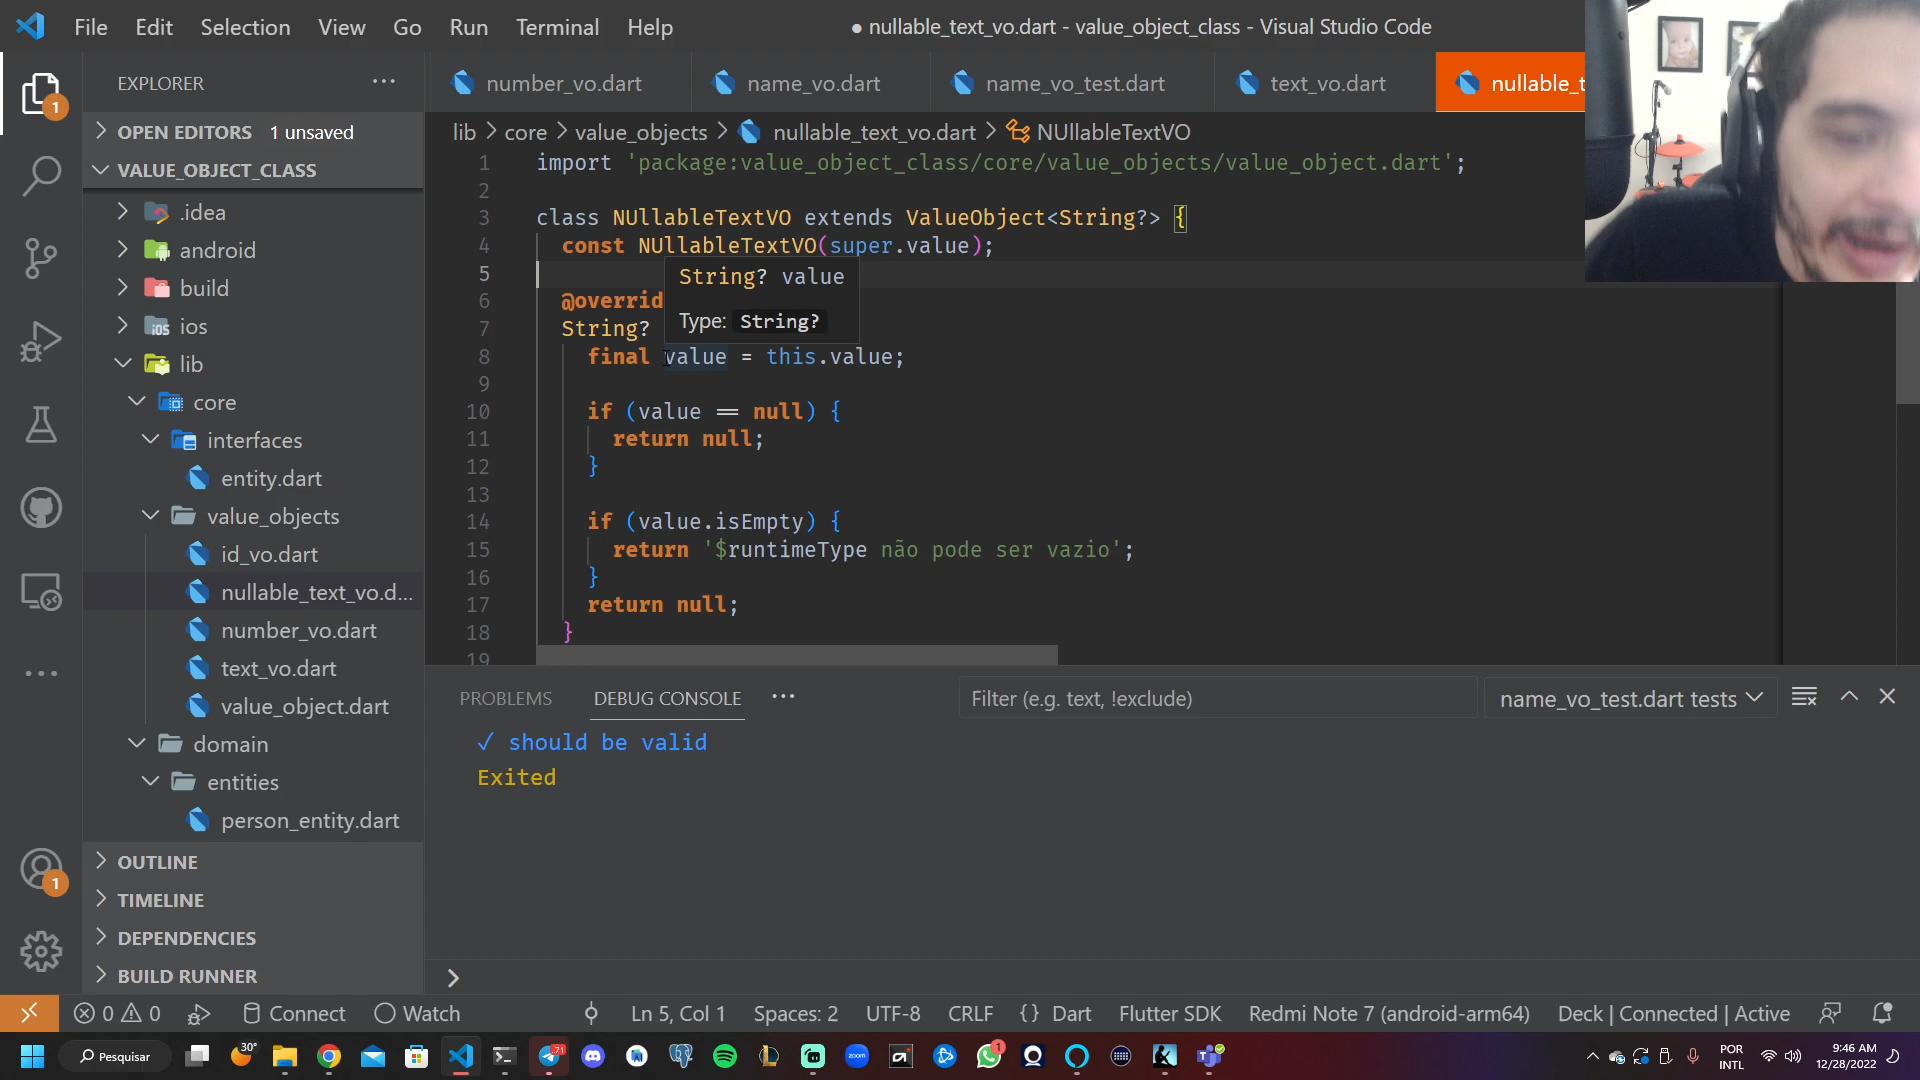 File Edit Selection View Go Run Terminal Help
● nullable_text_vo.dart - value_object_class - Visual Studio Code
EXPLORER ···
number_vo.dart
name_vo.dart
name_vo_test.dart
text_vo.dart
nullable_t
OPEN EDITORS 1 unsaved
lib > core > value_objects > nullable_text_vo.dart > NUllableTextVO
VALUE_OBJECT_CLASS
.idea
android
build
ios
lib
core
interfaces
entity.dart
value_objects
id_vo.dart
nullable_text_vo.d...
number_vo.dart
text_vo.dart
value_object.dart
domain
entities
person_entity.dart
OUTLINE
TIMELINE
DEPENDENCIES
BUILD RUNNER
1
1
1 import 'package:value_object_class/core/value_objects/value_object.dart';
2
3 class NUllableTextVO extends ValueObject<String?> {
4 const NUllableTextVO(super.value);
5
6 @overrid
7 String?
8 final value = this.value;
9
10 if (value == null) {
11 return null;
12 }
13
14 if (value.isEmpty) {
15 return '$runtimeType não pode ser vazio';
16 }
17 return null;
18 }
19
String? value
Type: String?
PROBLEMS DEBUG CONSOLE ···
Filter (e.g. text, !exclude)
name_vo_test.dart tests
✓ should be valid
Exited
>
0 0 Connect Watch Ln 5, Col 1 Spaces: 2 UTF-8 CRLF {} Dart Flutter SDK Redmi Note 7 (android-arm64) Deck | Connected | Active
Pesquisar
30°
71
zoom
1
POR
INTL
9:46 AM
12/28/2022